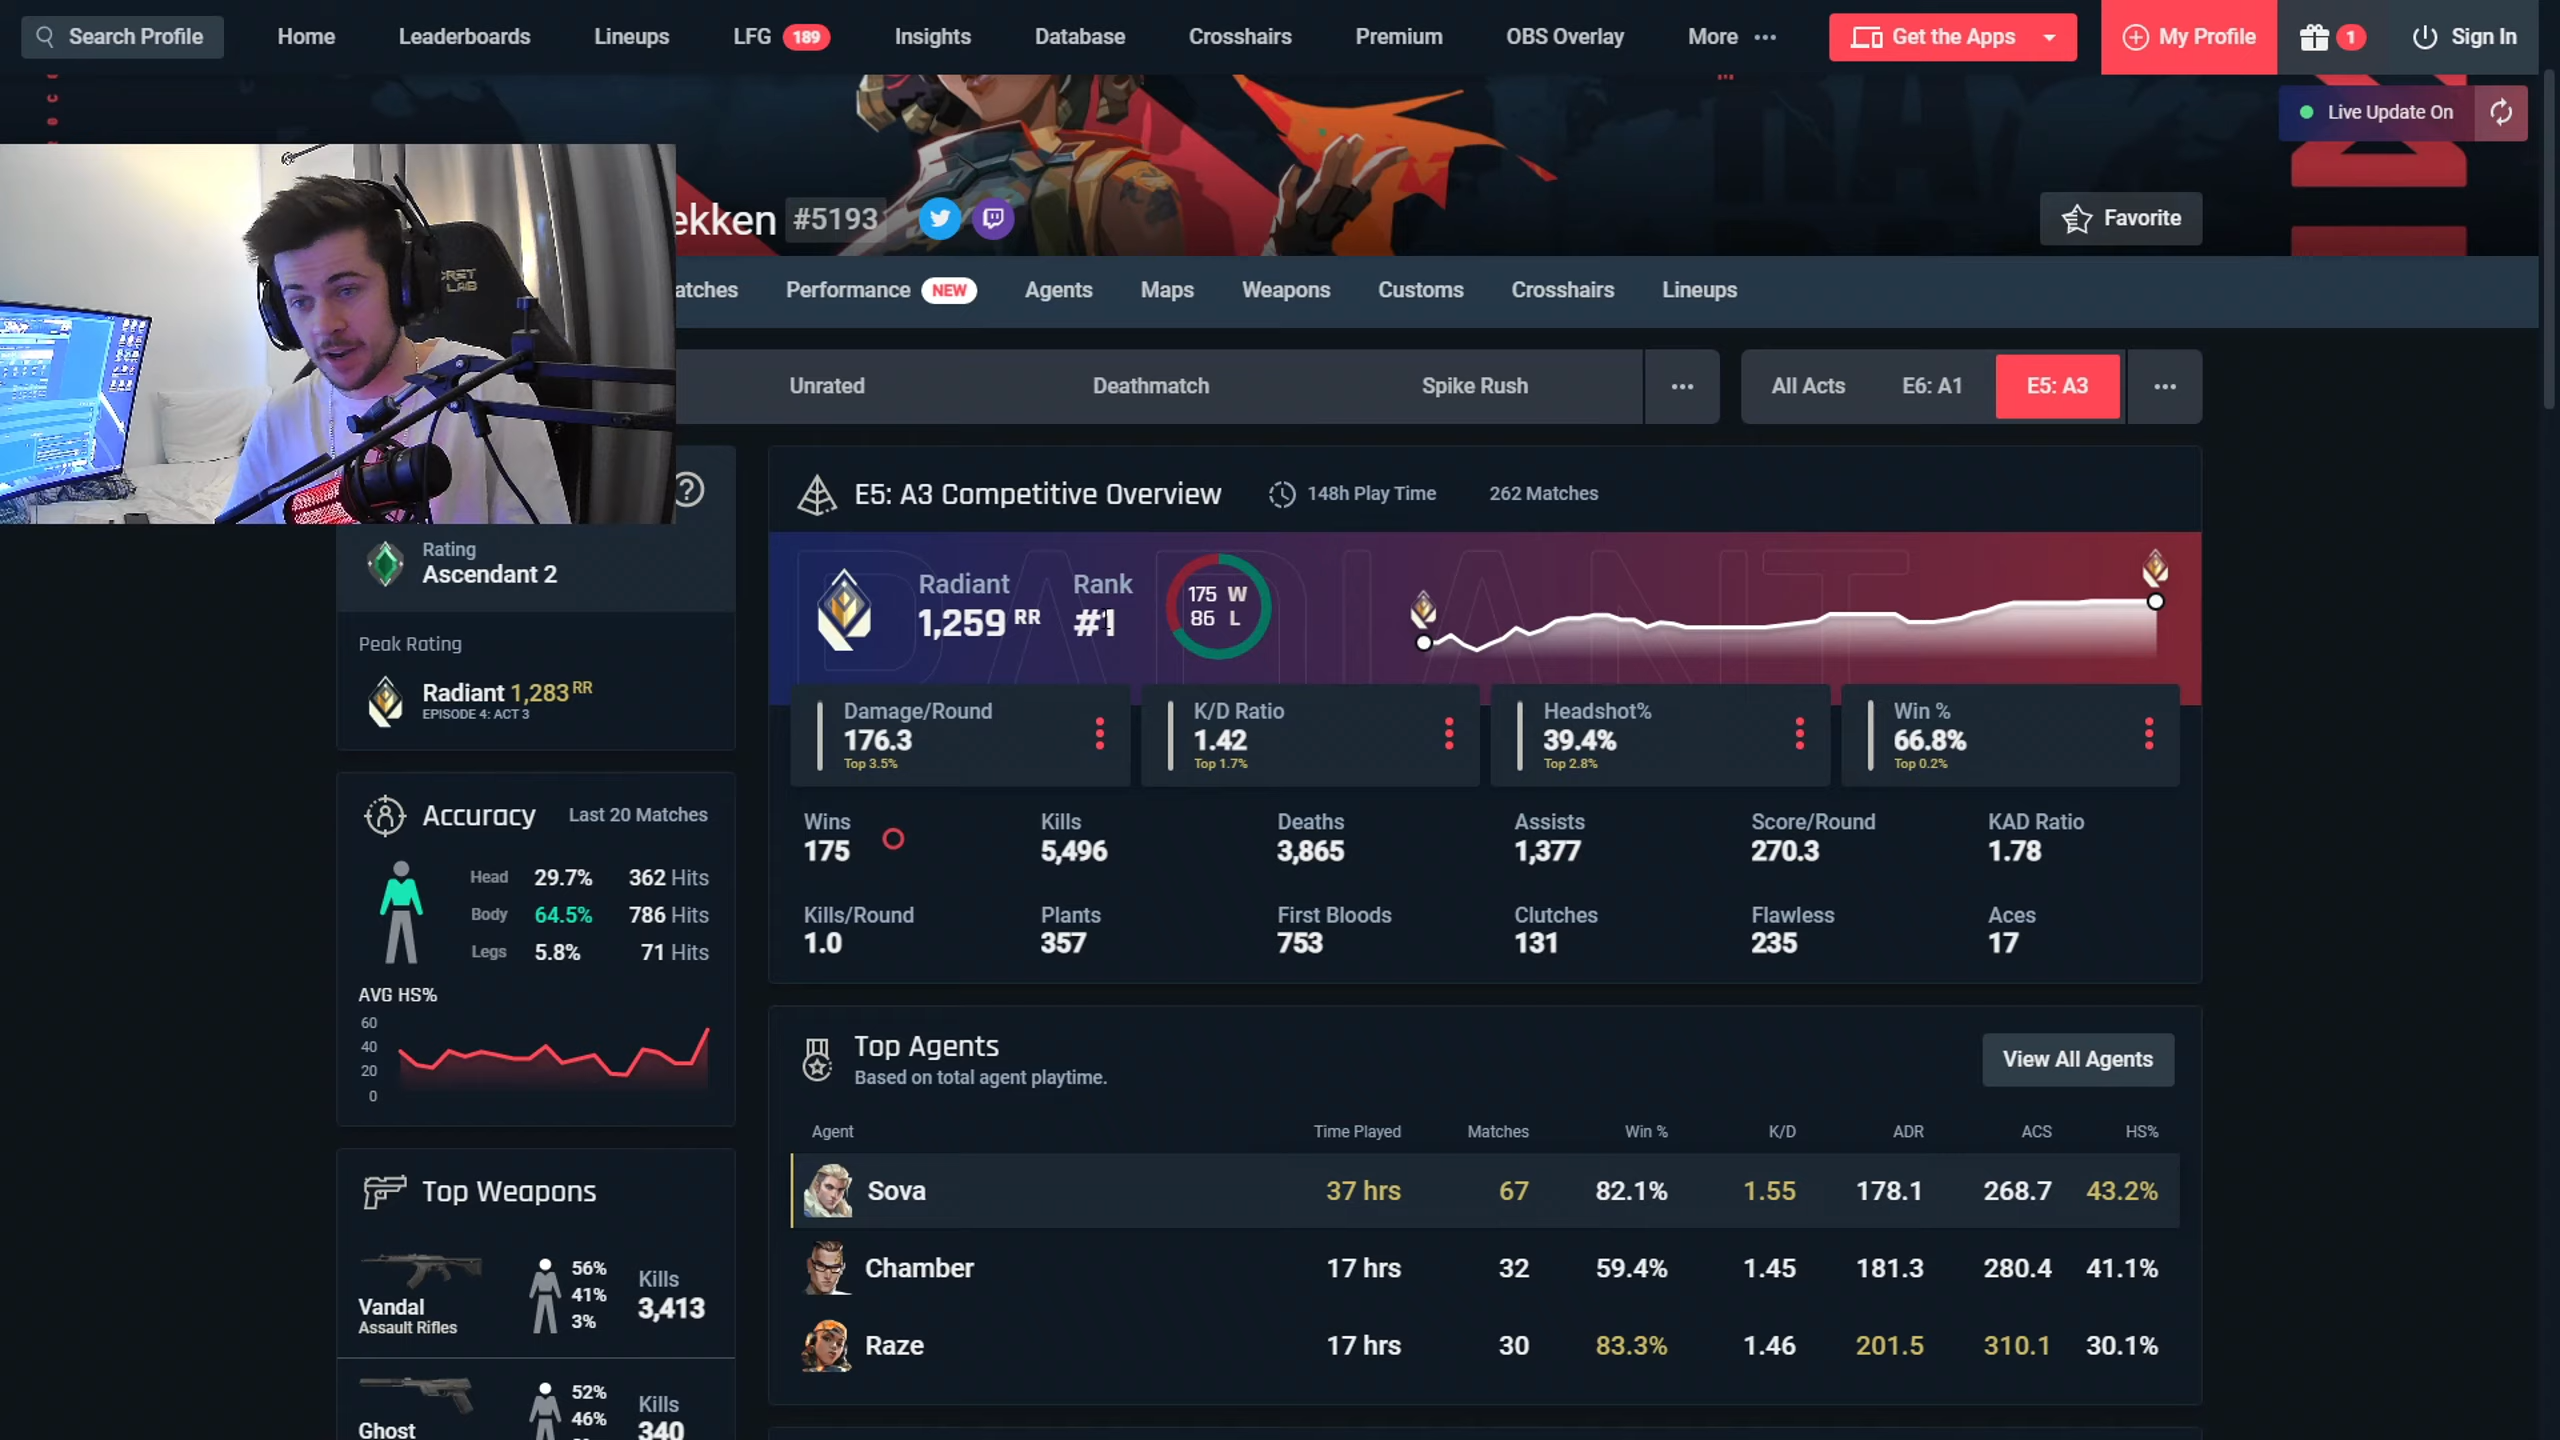 Search Profile
Home
Leaderboards
Lineups
LFG 189
Insights
Database
Crosshairs
Premium
OBS Overlay
More
Get the Apps
My Profile
1
Sign In
Live Update On
ekken #5193
Favorite
atches
Performance NEW
Agents
Maps
Weapons
Customs
Crosshairs
Lineups
Unrated
Deathmatch
Spike Rush
All Acts
E6: A1
E5: A3
Rating
Ascendant 2
Peak Rating
Radiant 1,283 RR
EPISODE 4: ACT 3
E5: A3 Competitive Overview
148h Play Time
262 Matches
RADIANT
Radiant
1,259 RR
Rank
#1
175 W
86 L
Damage/Round
176.3
Top 3.5%
K/D Ratio
1.42
Top 1.7%
Headshot%
39.4%
Top 2.8%
Win %
66.8%
Top 0.2%
Wins
175
Kills
5,496
Deaths
3,865
Assists
1,377
Score/Round
270.3
KAD Ratio
1.78
Kills/Round
1.0
Plants
357
First Bloods
753
Clutches
131
Flawless
235
Aces
17
Accuracy
Last 20 Matches
Head 29.7% 362 Hits
Body 64.5% 786 Hits
Legs 5.8% 71 Hits
AVG HS%
60
40
20
0
Top Weapons
Vandal
Assault Rifles
56%
41%
3%
Kills
3,413
Ghost
52%
46%
Kills
340
Top Agents
Based on total agent playtime.
View All Agents
Agent Time Played Matches Win % K/D ADR ACS HS%
Sova 37 hrs 67 82.1% 1.55 178.1 268.7 43.2%
Chamber 17 hrs 32 59.4% 1.45 181.3 280.4 41.1%
Raze 17 hrs 30 83.3% 1.46 201.5 310.1 30.1%